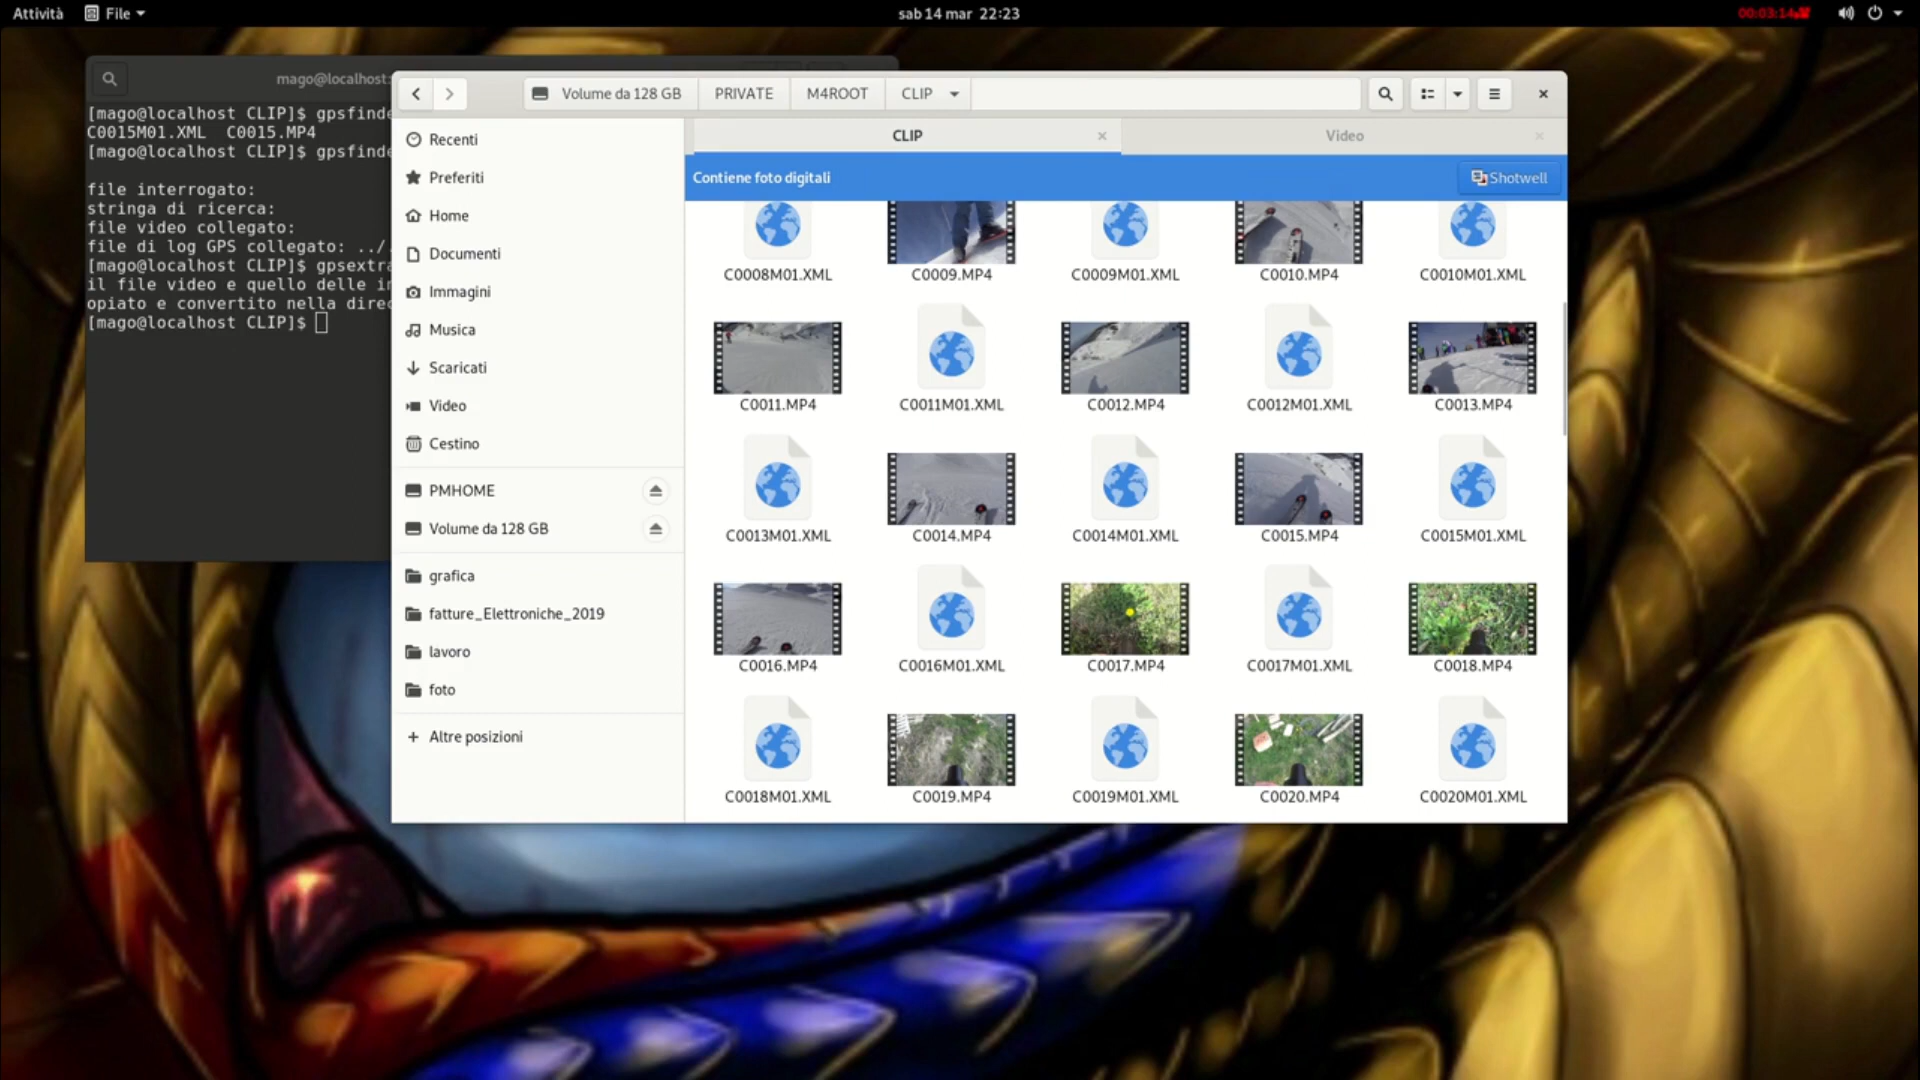 Attività File sab 14 mar 22:23 00:03:14
mago@localhost:
[mago@localhost CLIP]$ gpsfinde
C0015M01.XML C0015.MP4
[mago@localhost CLIP]$ gpsfinde
file interrogato:
stringa di ricerca:
file video collegato:
file di log GPS collegato: ../.
[mago@localhost CLIP]$ gpsextra
il file video e quello delle in
opiato e convertito nella direc
[mago@localhost CLIP]$
Volume da 128 GB PRIVATE M4ROOT CLIP
Recenti
Preferiti
Home
Documenti
Immagini
Musica
Scaricati
Video
Cestino
PMHOME
Volume da 128 GB
grafica
fatture_Elettroniche_2019
lavoro
foto
+ Altre posizioni
CLIP Video
Contiene foto digitali Shotwell
C0008M01.XML C0009.MP4 C0009M01.XML C0010.MP4 C0010M01.XML
C0011.MP4 C0011M01.XML C0012.MP4 C0012M01.XML C0013.MP4
C0013M01.XML C0014.MP4 C0014M01.XML C0015.MP4 C0015M01.XML
C0016.MP4 C0016M01.XML C0017.MP4 C0017M01.XML C0018.MP4
C0018M01.XML C0019.MP4 C0019M01.XML C0020.MP4 C0020M01.XML